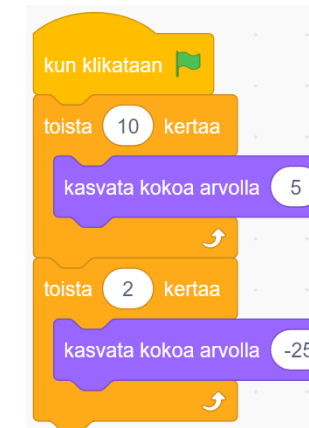 kun klikataan
toista 10 kertaa
kasvata kokoa arvolla 5
toista 2 kertaa
kasvata kokoa arvolla -25